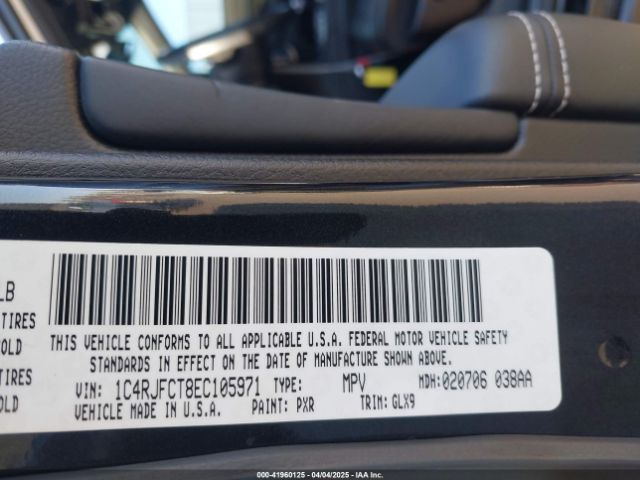 LB
TIRES
OLD
TIRES
OLD
THIS VEHICLE CONFORMS TO ALL APPLICABLE U.S.A. FEDERAL MOTOR VEHICLE SAFETY
STANDARDS IN EFFECT ON THE DATE OF MANUFACTURE SHOWN ABOVE.
VIN: 1C4RJFCT8EC105971 TYPE: MPV MDH:020706 038AA
VEHICLE MADE IN U.S.A. PAINT: PXR TRIM: GLX9
000-41960125 - 04/04/2025 - IAA Inc.